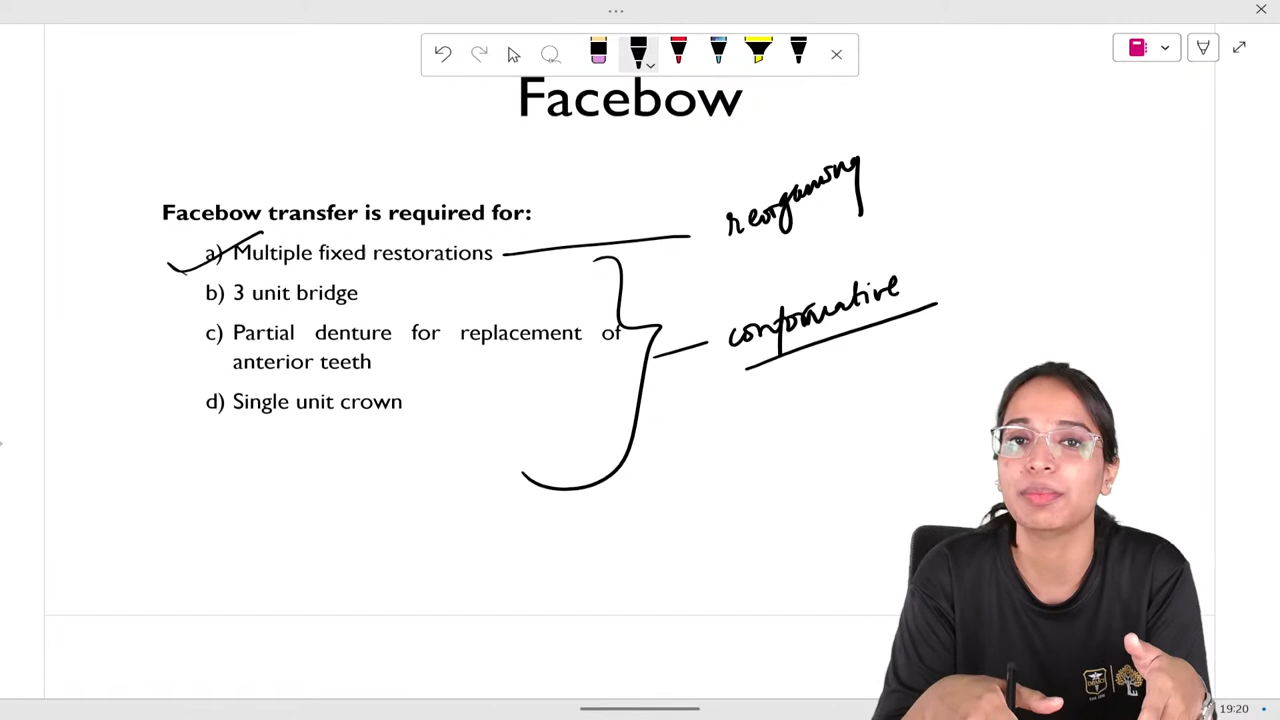 Facebow
Facebow transfer is required for:
a) Multiple fixed restorations
reorganising
b) 3 unit bridge
conformative
c) Partial denture for replacement of
anterior teeth
d) Single unit crown
19:20